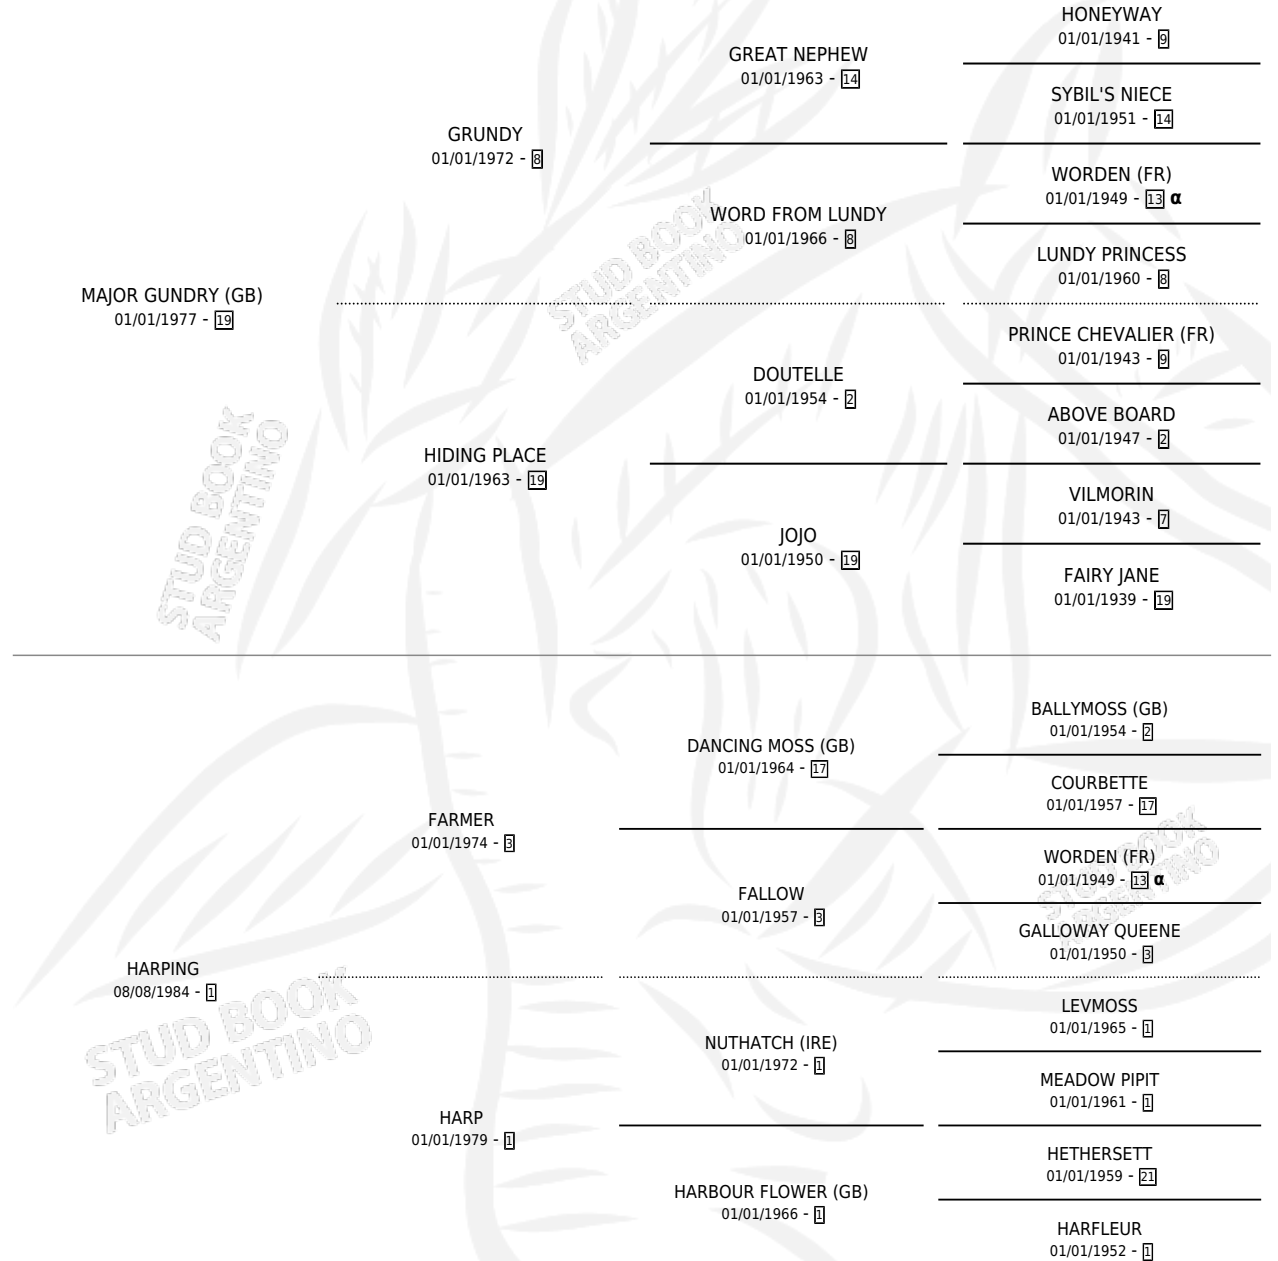 HONEYWAY
01/01/1941 - 9
GREAT NEPHEW
01/01/1963 - 14
SYBIL'S NIECE
01/01/1951 - 14
GRUNDY
01/01/1972 - 8
WORDEN (FR)
01/01/1949 - 13 α
WORD FROM LUNDY
01/01/1966 - 8
LUNDY PRINCESS
01/01/1960 - 8
MAJOR GUNDRY (GB)
01/01/1977 - 19
STUD BOOK
ARGENTINO
PRINCE CHEVALIER (FR)
01/01/1943 - 9
DOUTELLE
01/01/1954 - 2
ABOVE BOARD
01/01/1947 - 2
HIDING PLACE
01/01/1963 - 19
VILMORIN
01/01/1943 - 7
JOJO
01/01/1950 - 19
FAIRY JANE
01/01/1939 - 19
STUD BOOK
ARGENTINO
BALLYMOSS (GB)
01/01/1954 - 2
DANCING MOSS (GB)
01/01/1964 - 17
COURBETTE
01/01/1957 - 17
FARMER
01/01/1974 - 3
WORDEN (FR)
01/01/1949 - 13 α
STUD BOOK
ARGENTINO
FALLOW
01/01/1957 - 3
GALLOWAY QUEENE
01/01/1950 - 3
HARPING
08/08/1984 - 1
STUD BOOK
ARGENTINO
LEVMOSS
01/01/1965 - 1
NUTHATCH (IRE)
01/01/1972 - 1
MEADOW PIPIT
01/01/1961 - 1
HARP
01/01/1979 - 1
HETHERSETT
01/01/1959 - 21
HARBOUR FLOWER (GB)
01/01/1966 - 1
HARFLEUR
01/01/1952 - 1